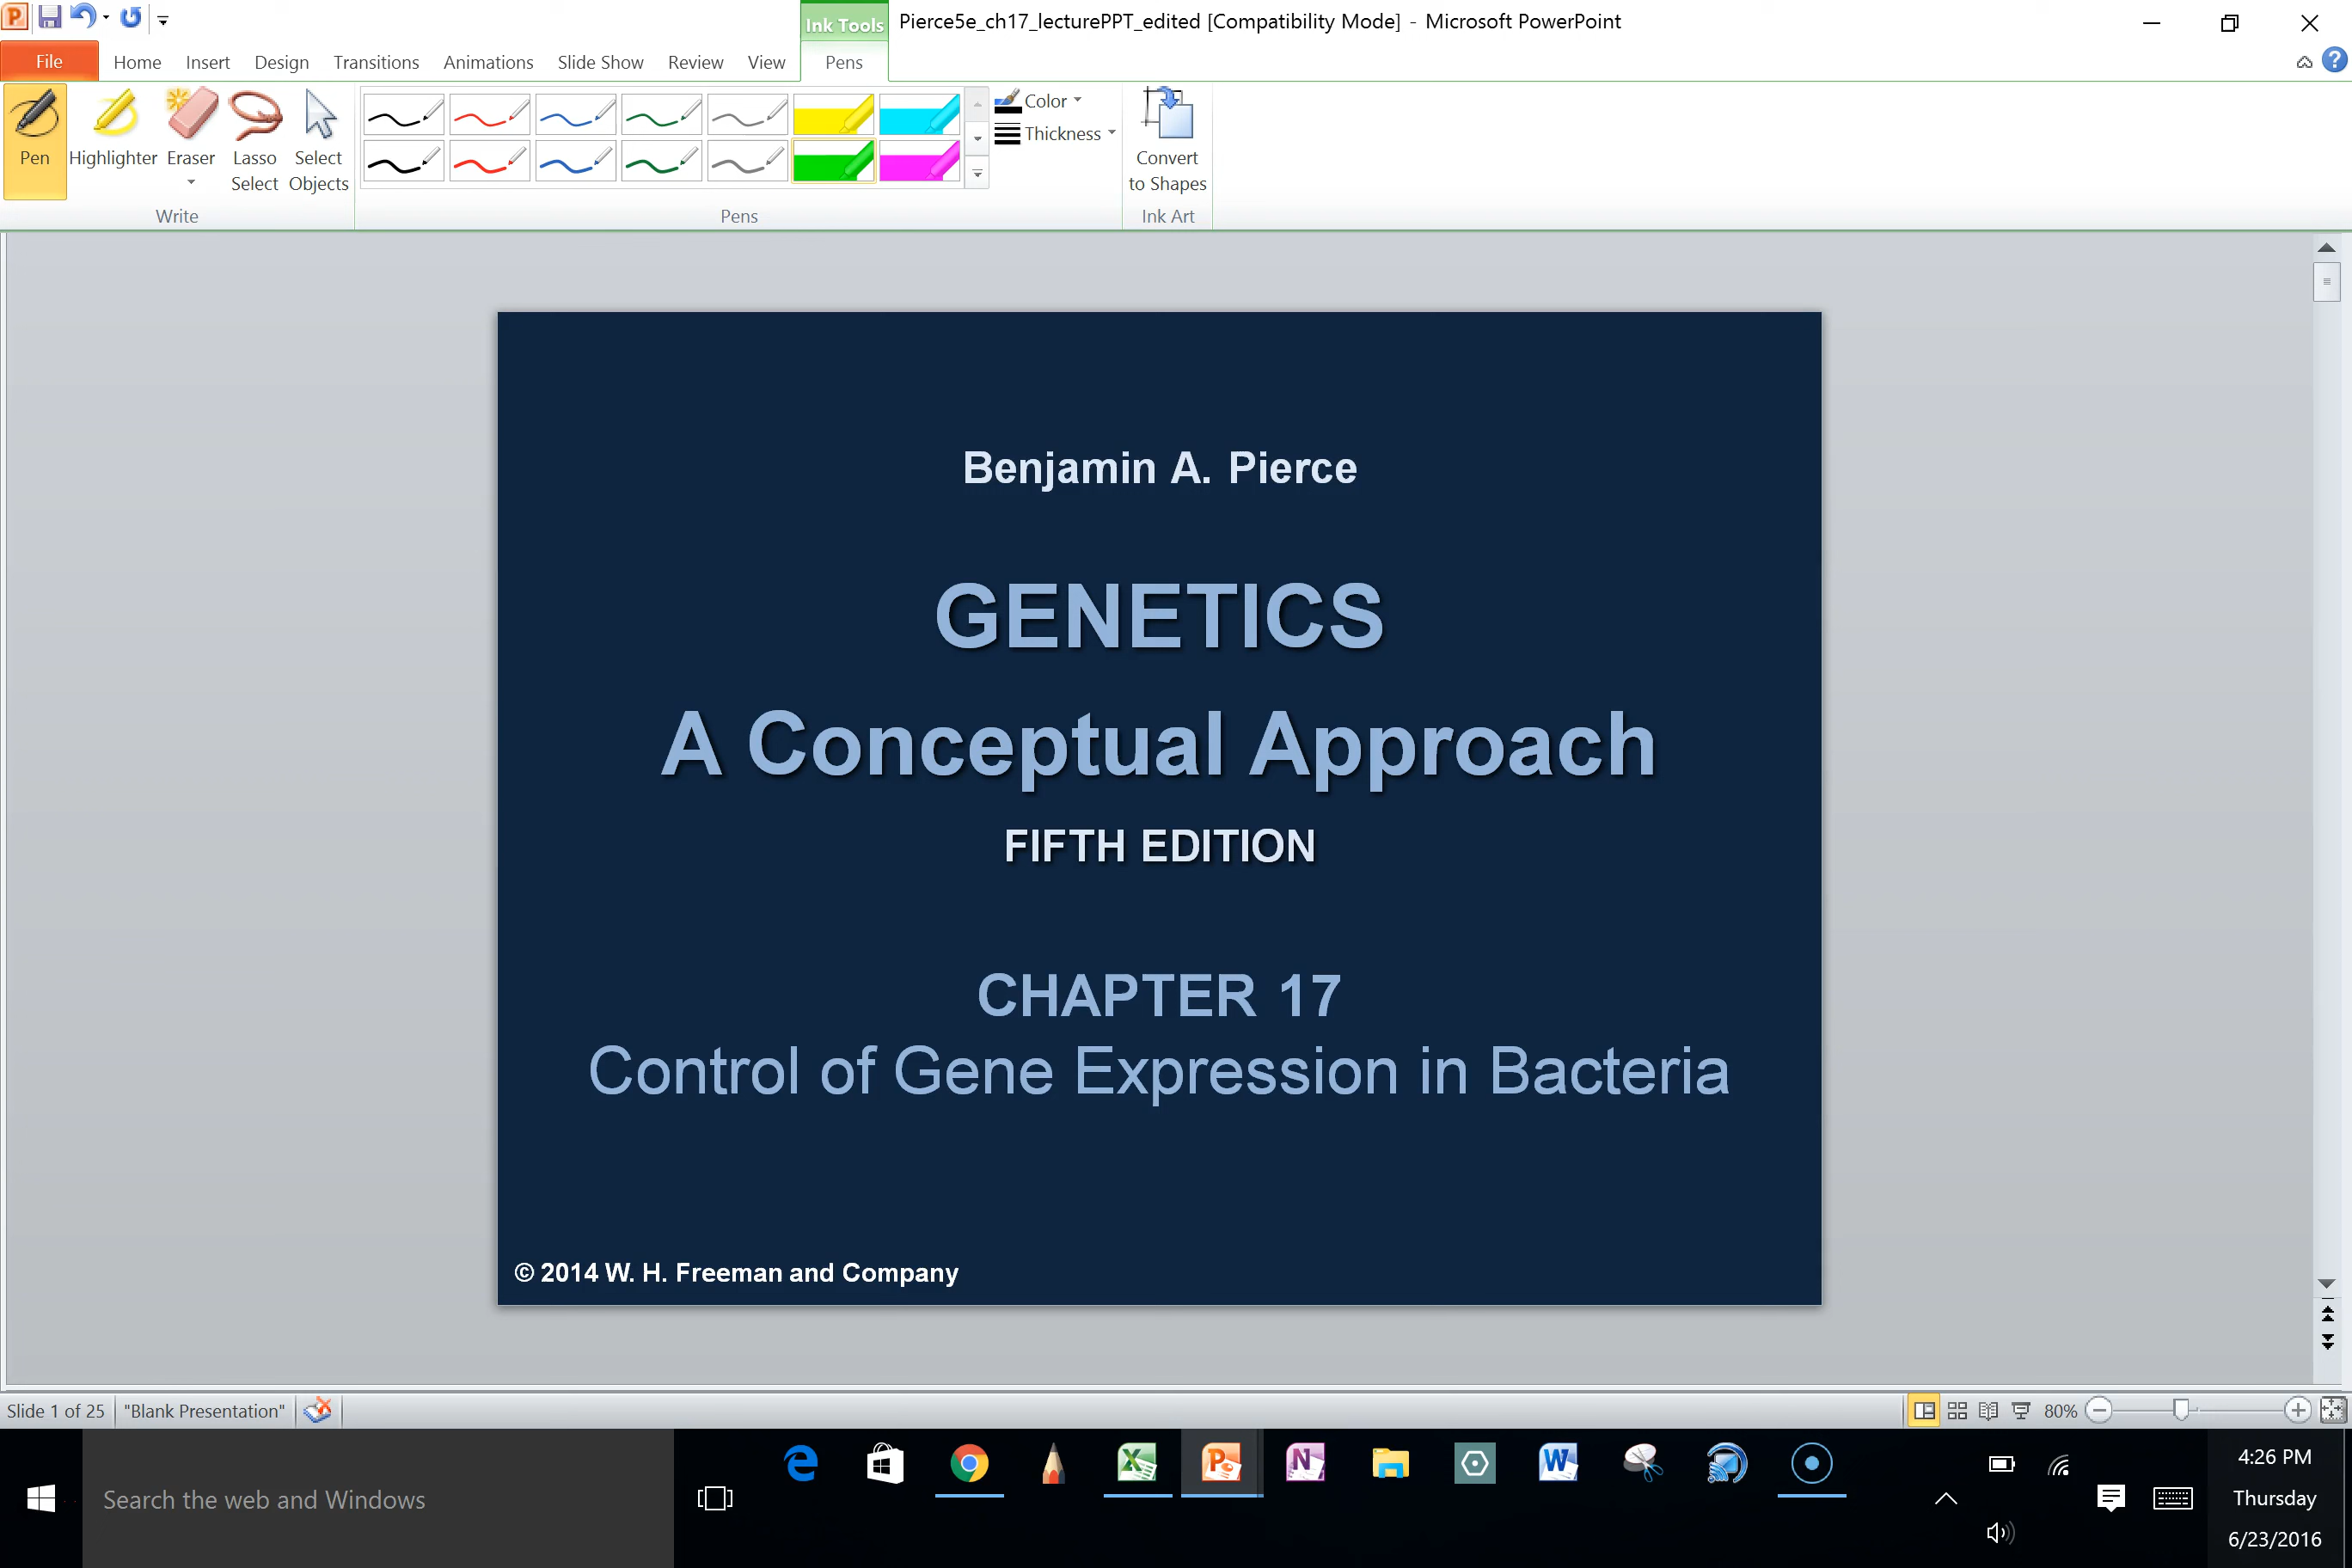 Ink Tools Pierce5e_ch17_lecturePPT_edited [Compatibility Mode] - Microsoft PowerPoint
File Home Insert Design Transitions Animations Slide Show Review View Pens
Color
Thickness
Pen Highlighter Eraser Lasso Select Select Objects Convert to Shapes
Write Pens Ink Art
Benjamin A. Pierce
GENETICS
A Conceptual Approach
FIFTH EDITION
CHAPTER 17
Control of Gene Expression in Bacteria
© 2014 W. H. Freeman and Company
Slide 1 of 25 "Blank Presentation" 80%
Search the web and Windows
4:26 PM
Thursday
6/23/2016